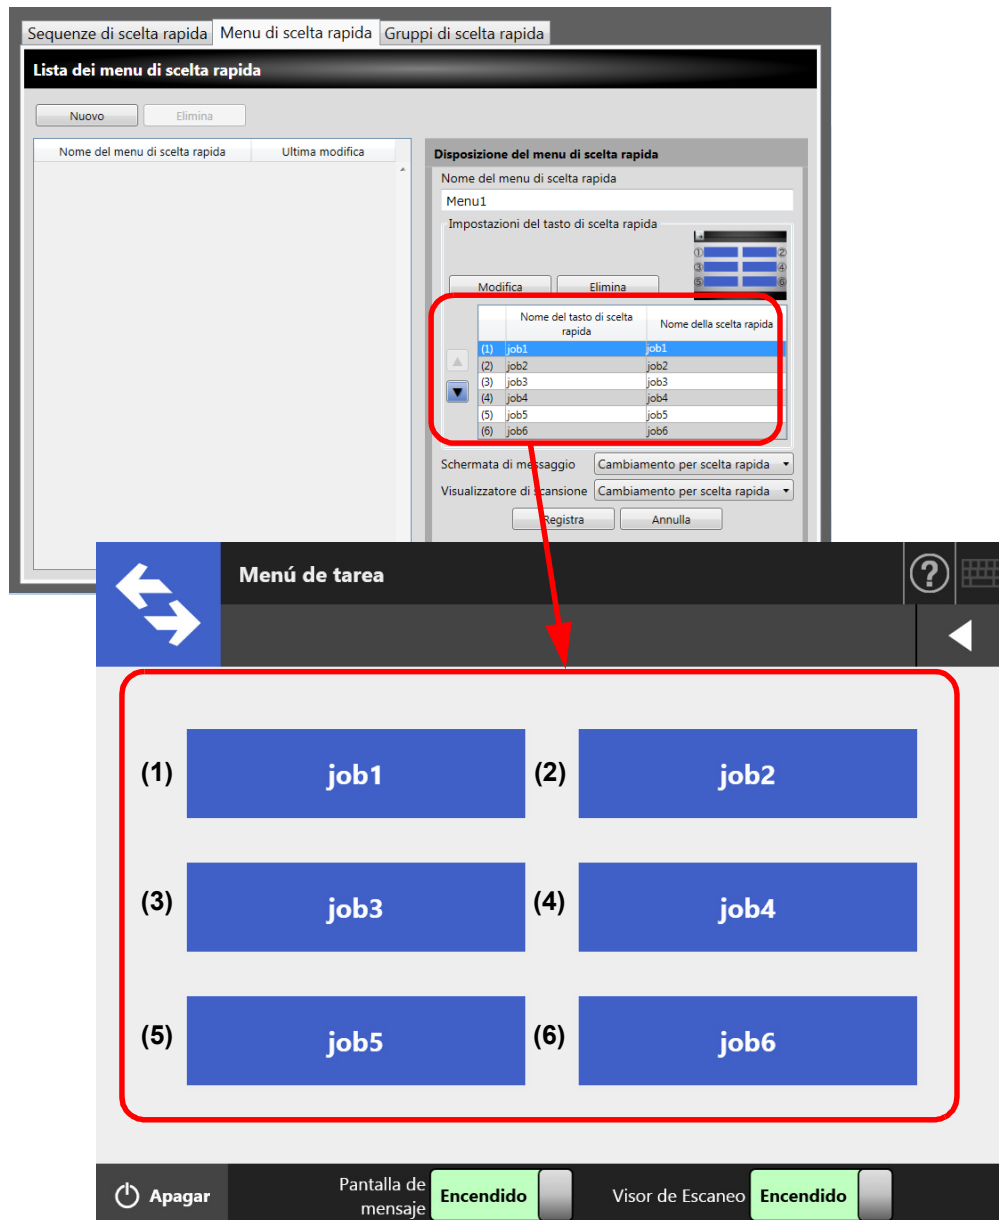 Sequenze di scelta rapida Menu di scelta rapida Gruppi di scelta rapida
Lista dei menu di scelta rapida
Nuovo Elimina
Nome del menu di scelta rapida Ultima modifica
Disposizione del menu di scelta rapida
Nome del menu di scelta rapida
Menu1
Impostazioni del tasto di scelta rapida
① ②
③ ④
⑤ ⑥
Modifica Elimina
Nome del tasto di scelta
rapida
Nome della scelta rapida
(1) job1 job1
(2) job2 job2
(3) job3 job3
(4) job4 job4
(5) job5 job5
(6) job6 job6
Schermata di messaggio Cambiamento per scelta rapida
Visualizzatore di scansione Cambiamento per scelta rapida
Registra Annulla
Menú de tarea ?
(1) job1 (2) job2
(3) job3 (4) job4
(5) job5 (6) job6
Apagar
Pantalla de
mensaje
Encendido Visor de Escaneo Encendido